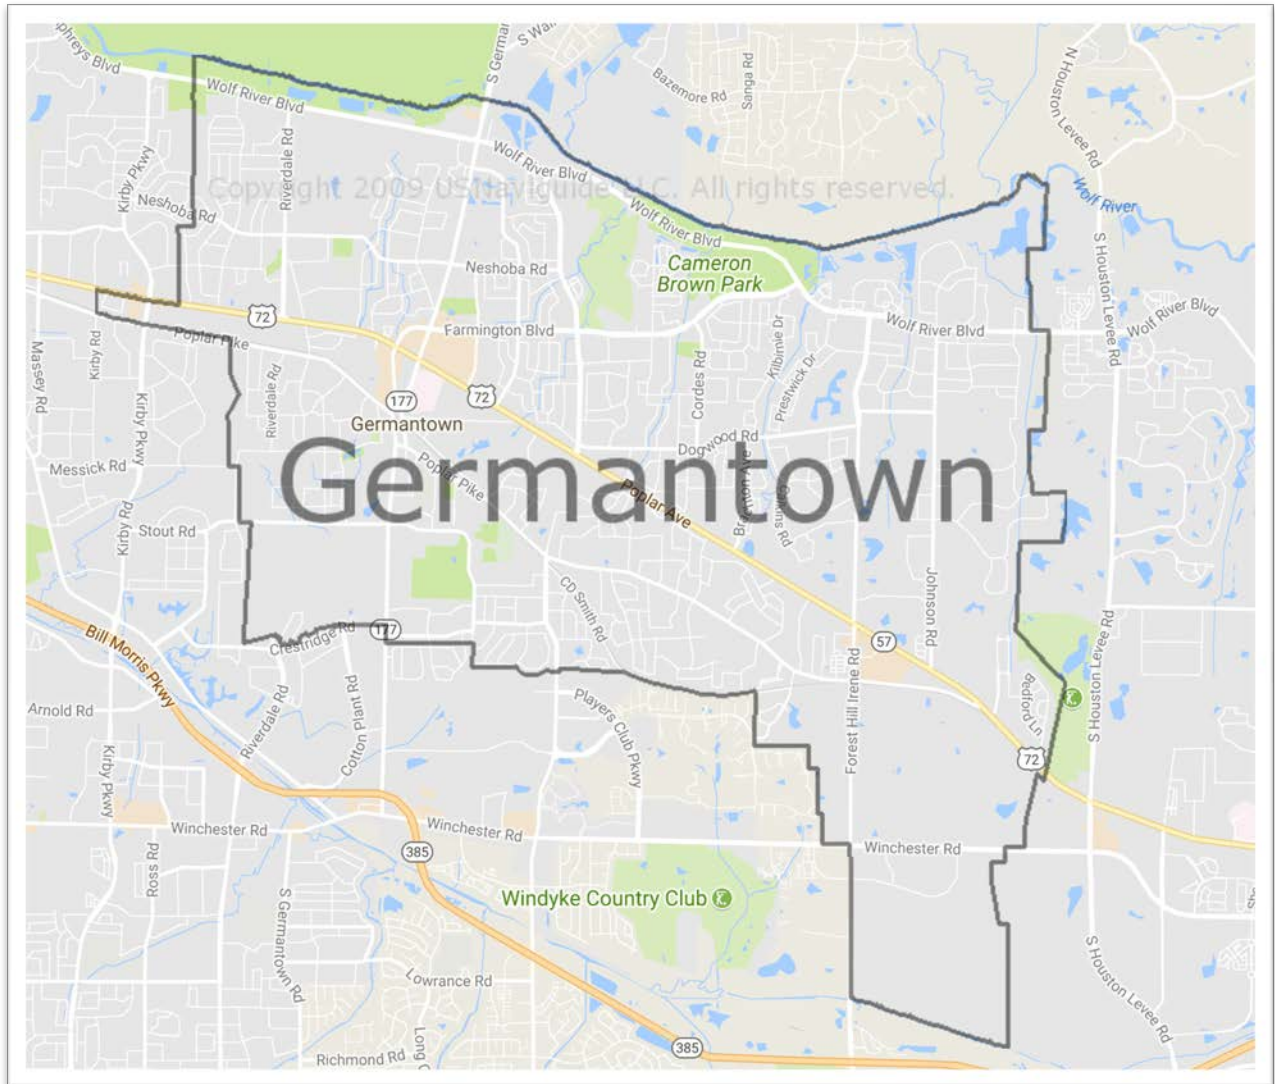 phreys Blvd
S German
S Wal
Bazemore Rd
Sanga Rd
N Houston Levee Rd
Wolf River Blvd
Kirby Pkwy
Riverdale Rd
Wolf River Blvd
Copyright 2009 USNaviguide LLC. All rights reserved.
Wolf River
Neshoba Rd
Wolf River Blvd
S Houston Levee Rd
Neshoba Rd
Cameron
Brown Park
72
Farmington Blvd
Wolf River Blvd
Wolf River Blvd
Poplar Pike
Kirby Rd
Massey Rd
Kilbirnie Dr
Prestwick Dr
Cordes Rd
Riverdale Rd
177
72
Germantown
Kirby Pkwy
Dogwood Rd
Messick Rd
Poplar Pike
Germantown
Poplar Ave
Kirby Rd
Stout Rd
CD Smith Rd
Johnson Rd
Bill Morris Pkwy
Crestridge Rd
177
57
S Houston Levee Rd
Forest Hill Irene Rd
Bedford Ln
Arnold Rd
Riverdale Rd
Cotton Plant Rd
Players Club Pkwy
72
Kirby Pkwy
Winchester Rd
Winchester Rd
Winchester Rd
385
Ross Rd
S Germantown Rd
Windyke Country Club
S Houston Levee Rd
Lowrance Rd
Long
385
Richmond Rd